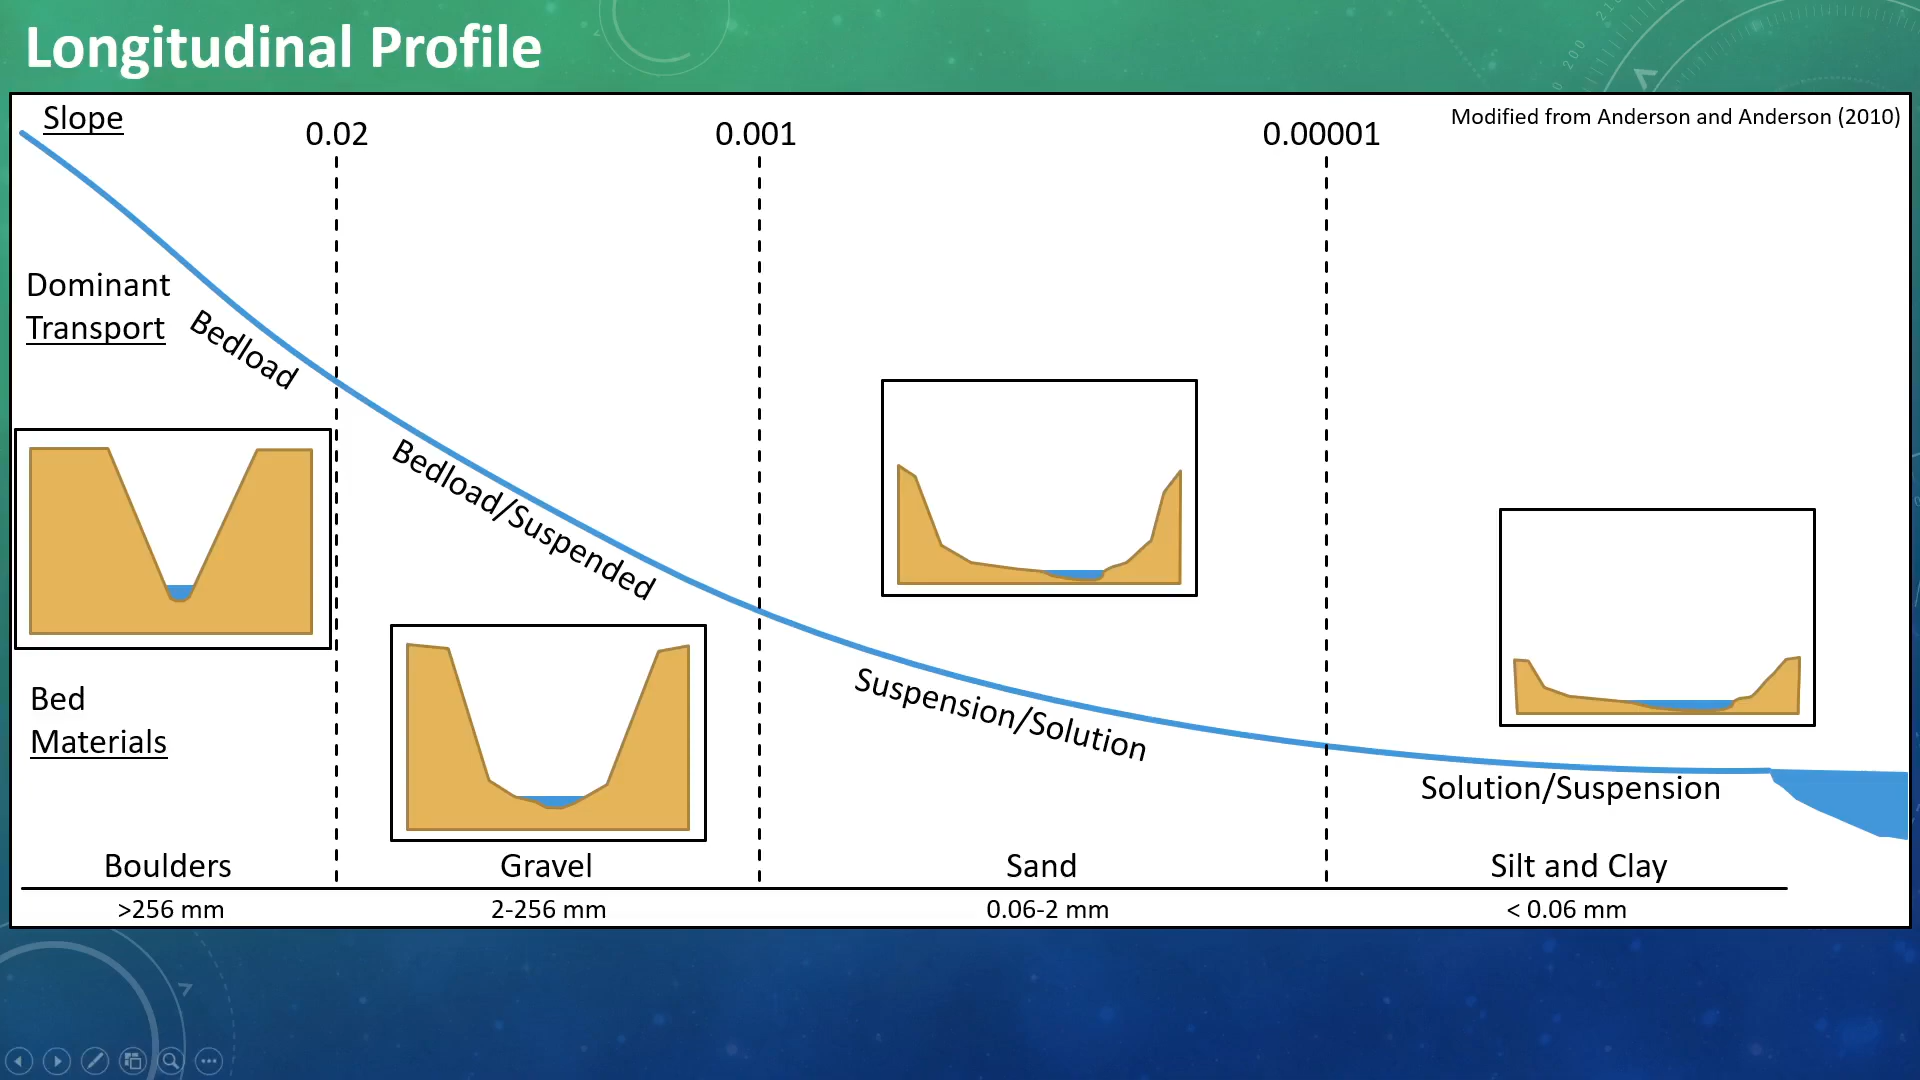 Longitudinal Profile
Slope
0.02
0.001
0.00001
Modified from Anderson and Anderson (2010)
Dominant
Transport
Bedload
Bedload/Suspended
Suspension/Solution
Solution/Suspension
Bed
Materials
Boulders
Gravel
Sand
Silt and Clay
>256 mm
2-256 mm
0.06-2 mm
< 0.06 mm
200